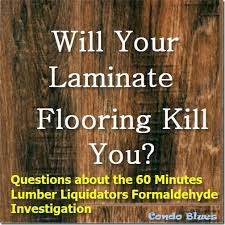 Will Your
Laminate
Flooring Kill
You?
Questions about the 60 Minutes
Lumber Liquidators Formaldehyde
Investigation
Condo Blues